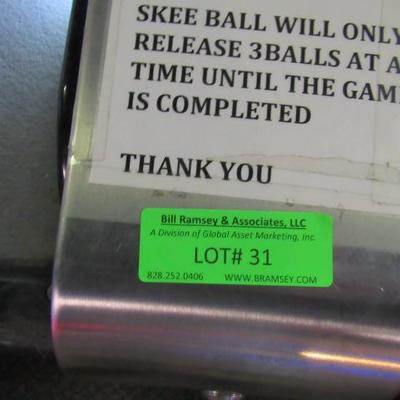 SKEE BALL WILL ONLY
RELEASE 3BALLS AT A
TIME UNTIL THE GAME
IS COMPLETED
THANK YOU
Bill Ramsey & Associates, LLC
A Division of Global Asset Marketing, Inc.
LOT# 31
828.252.0406 WWW.BRAMSEY.COM